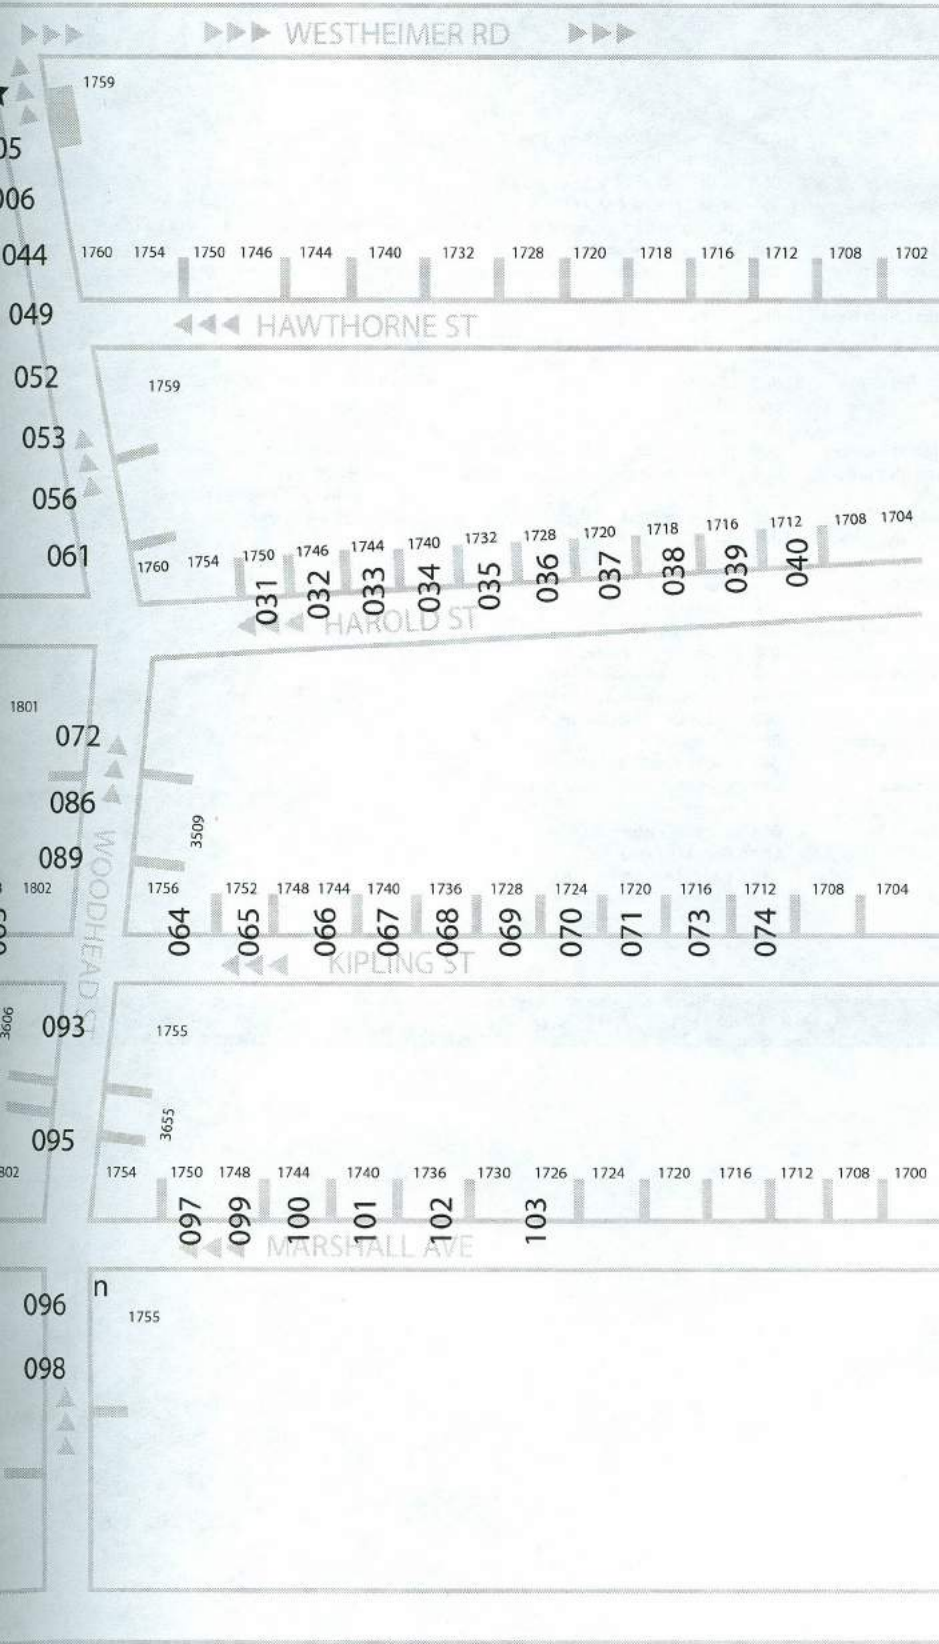 WESTHEIMER RD
1759
05
006
044
1760 1754 1750 1746 1744 1740 1732 1728 1720 1718 1716 1712 1708 1702
049
HAWTHORNE ST
052
1759
053
056
061
1760 1754 1750 1746 1744 1740 1732 1728 1720 1718 1716 1712 1708 1704
031 032 033 034 035 036 037 038 039 040
HAROLD ST
1801
072
086
3509
089
WOODHEAD ST
1802 1756 1752 1748 1744 1740 1736 1728 1724 1720 1716 1712 1708 1704
064 065 066 067 068 069 070 071 073 074
KIPLING ST
3606
093
1755
3655
095
802 1754 1750 1748 1744 1740 1736 1730 1726 1724 1720 1716 1712 1708 1700
097 099 100 101 102 103
MARSHALL AVE
n
096
1755
098